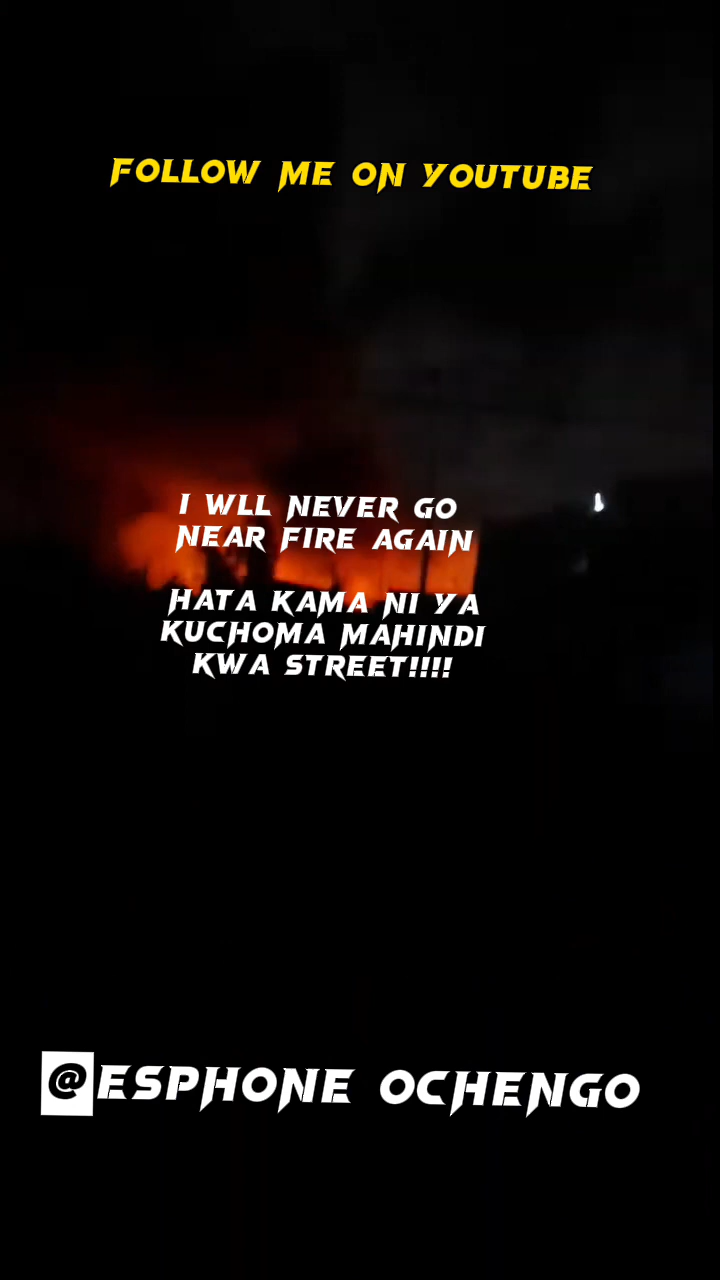 FOLLOW ME ON YOUTUBE
I WLL NEVER GO
NEAR FIRE AGAIN
HATA KAMA NI YA
KUCHOMA MAHINDI
KWA STREET!!!!
@ESPHONE OCHENGO